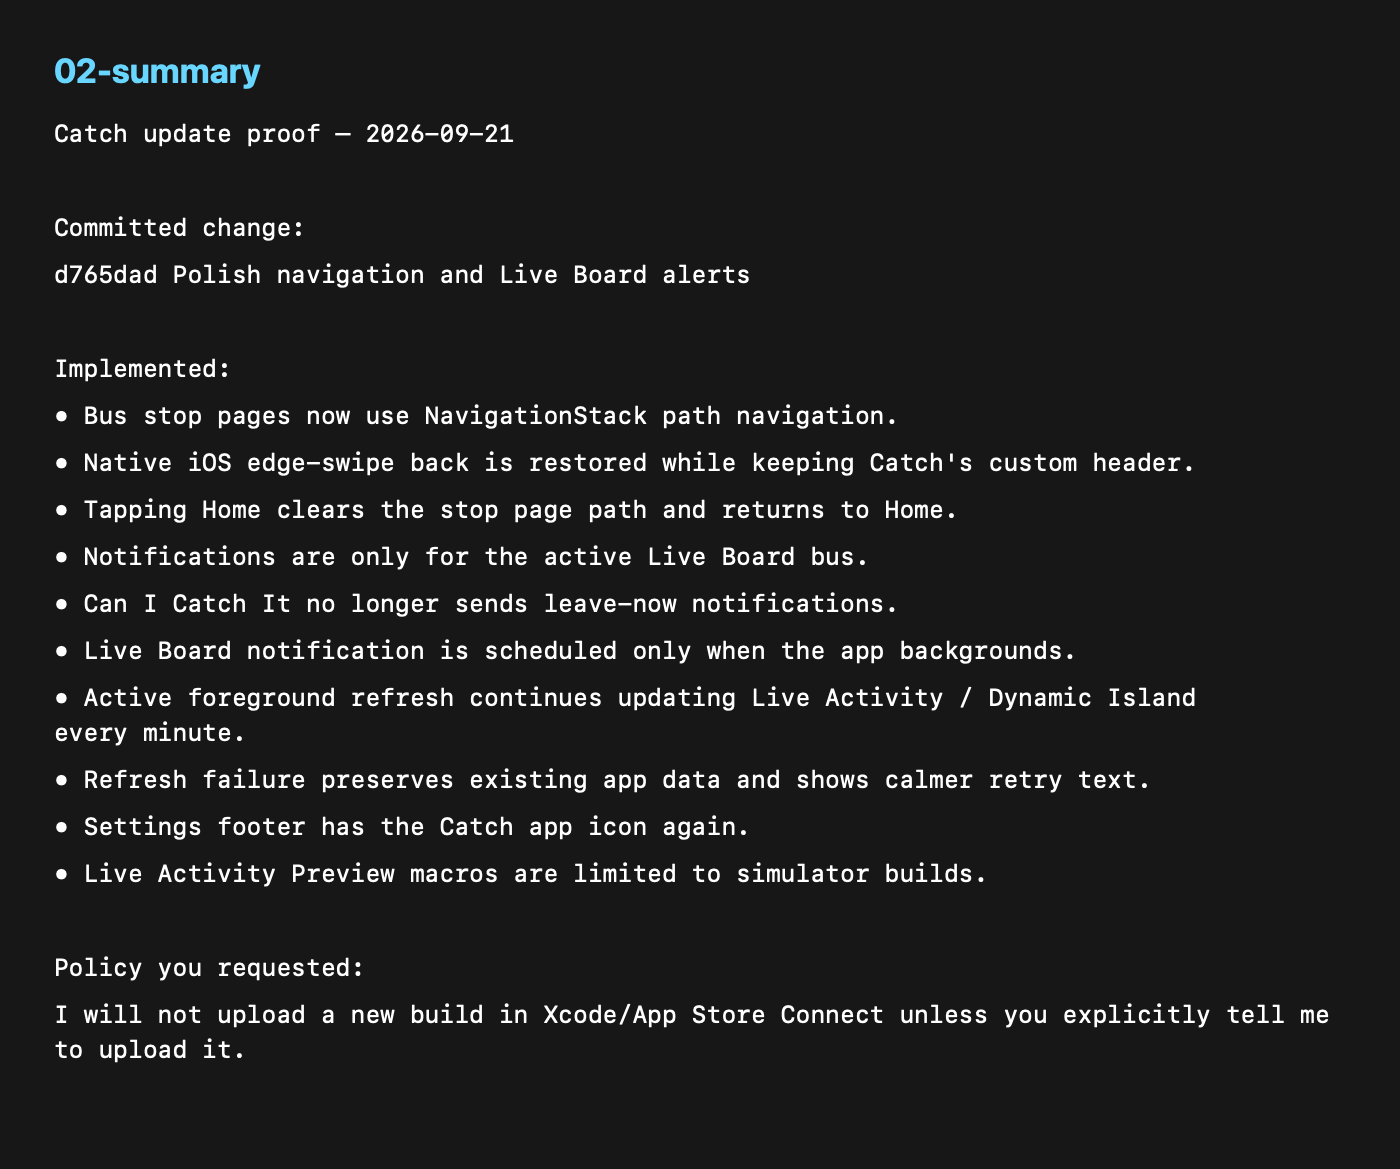 02-summary
Catch update proof — 2026-09-21
Committed change:
d765dad Polish navigation and Live Board alerts
Implemented:
• Bus stop pages now use NavigationStack path navigation.
• Native iOS edge-swipe back is restored while keeping Catch's custom header.
• Tapping Home clears the stop page path and returns to Home.
• Notifications are only for the active Live Board bus.
• Can I Catch It no longer sends leave-now notifications.
• Live Board notification is scheduled only when the app backgrounds.
• Active foreground refresh continues updating Live Activity / Dynamic Island
every minute.
• Refresh failure preserves existing app data and shows calmer retry text.
• Settings footer has the Catch app icon again.
• Live Activity Preview macros are limited to simulator builds.
Policy you requested:
I will not upload a new build in Xcode/App Store Connect unless you explicitly tell me
to upload it.